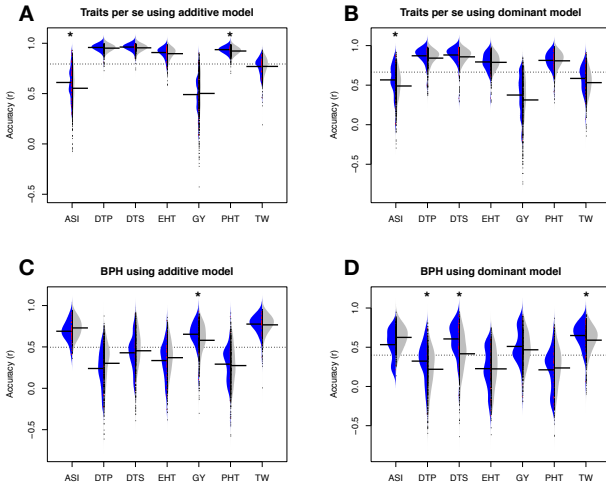 A
Traits per se using additive model
Accuracy (r)
1.0
0.5
0.0
−0.5
*
*
ASI DTP DTS EHT GY PHT TW
B
Traits per se using dominant model
Accuracy (r)
1.0
0.5
0.0
−0.5
*
ASI DTP DTS EHT GY PHT TW
C
BPH using additive model
Accuracy (r)
1.0
0.5
0.0
−0.5
*
ASI DTP DTS EHT GY PHT TW
D
BPH using dominant model
Accuracy (r)
1.0
0.5
0.0
−0.5
* * *
ASI DTP DTS EHT GY PHT TW